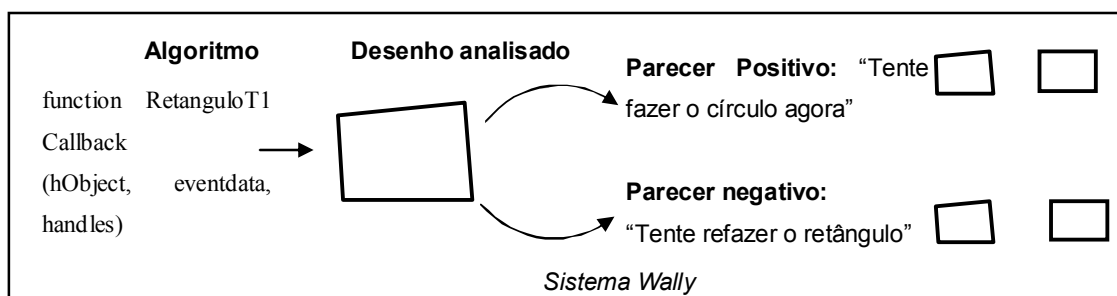 Algoritmo
function RetanguloT1
Callback
(hObject, eventdata,
handles)
Desenho analisado
Parecer Positivo: “Tente
fazer o círculo agora”
Parecer negativo:
“Tente refazer o retângulo”
Sistema Wally